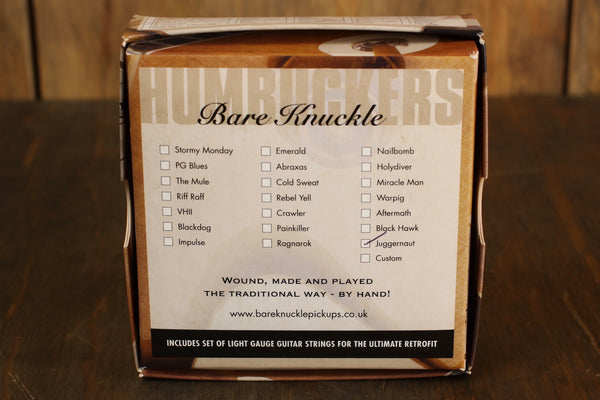 HUMBUCKERS
Bare Knuckle
Stormy Monday
PG Blues
The Mule
Riff Raff
VHII
Blackdog
Impulse
Emerald
Abraxas
Cold Sweat
Rebel Yell
Crawler
Painkiller
Ragnarok
Nailbomb
Holydiver
Miracle Man
Warpig
Aftermath
Black Hawk
Juggernaut
Custom
WOUND, MADE AND PLAYED
THE TRADITIONAL WAY - BY HAND!
www.bareknucklepickups.co.uk
INCLUDES SET OF LIGHT GAUGE GUITAR STRINGS FOR THE ULTIMATE RETROFIT